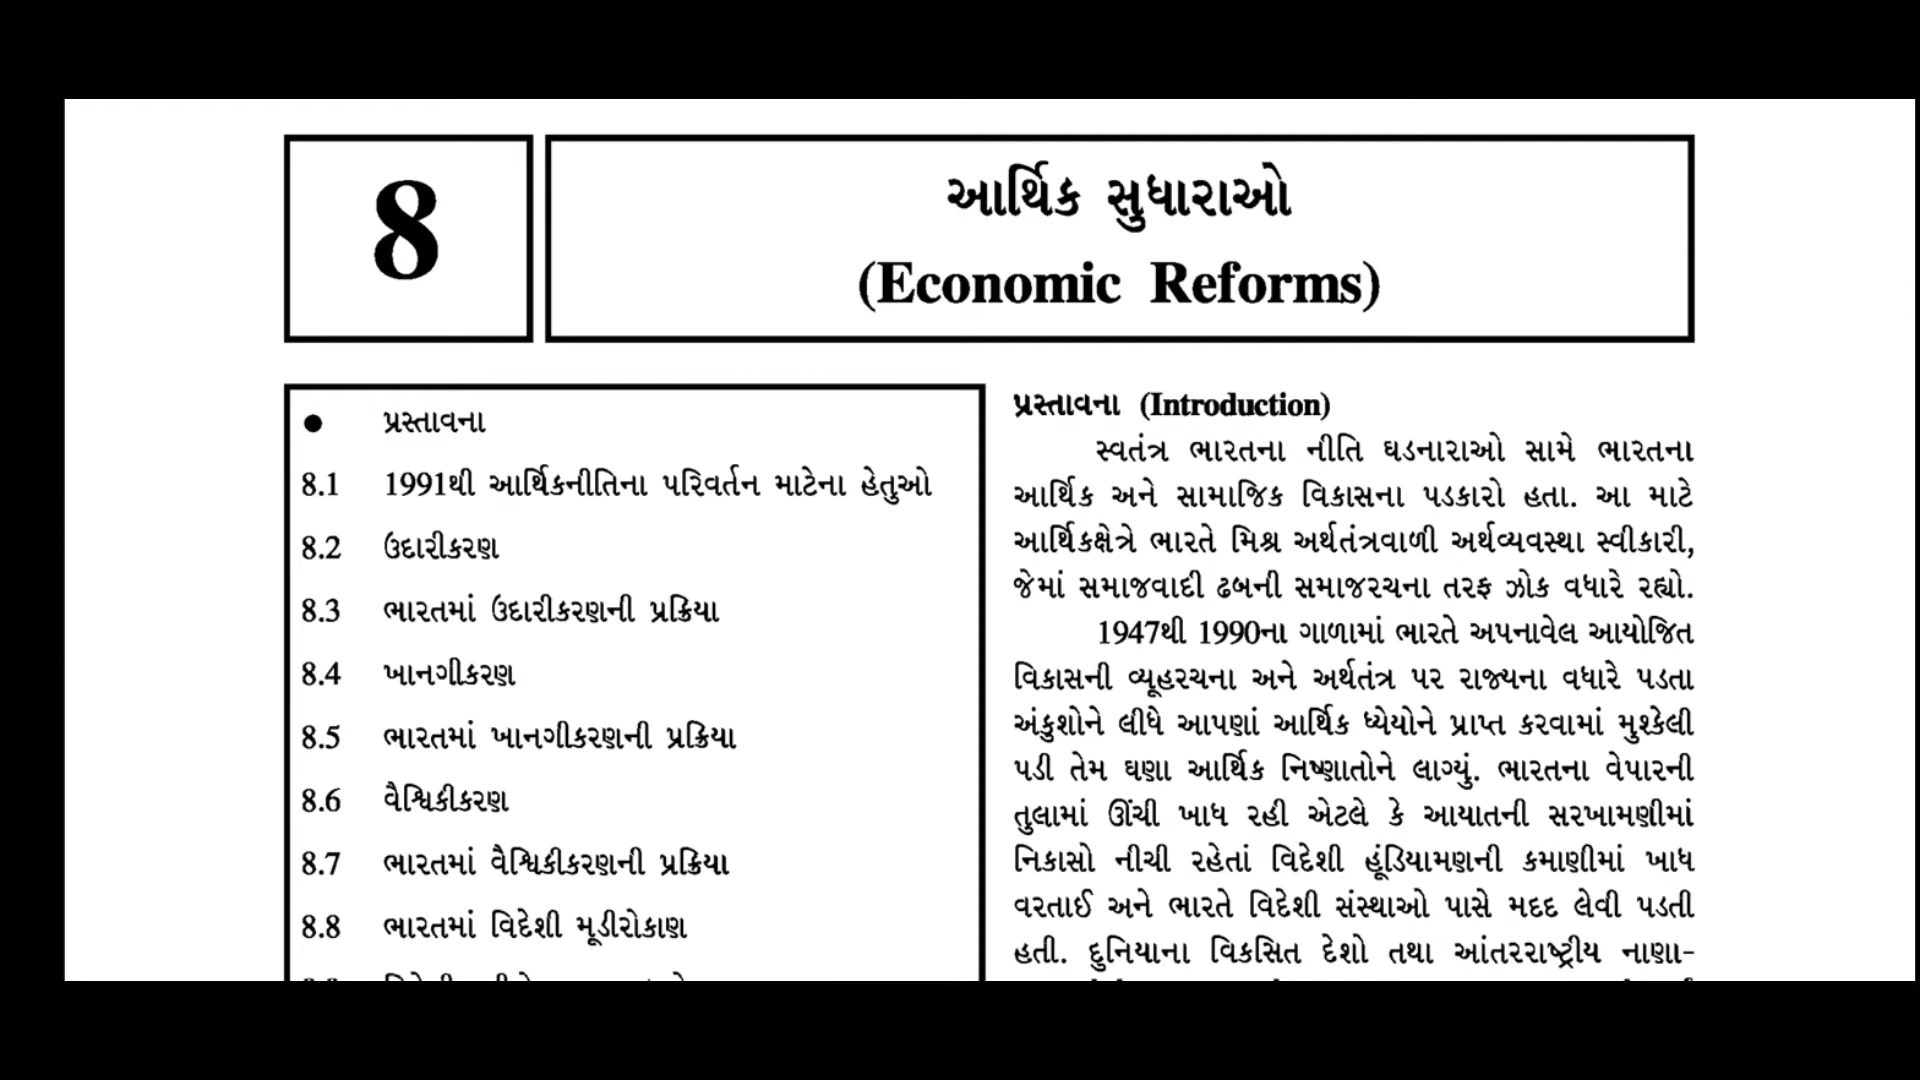 8
આર્થિક સુધારાઓ
(Economic Reforms)
● પ્રસ્તાવના
8.1 1991થી આર્થિકનીતિના પરિવર્તન માટેના હેતુઓ
8.2 ઉદારીકરણ
8.3 ભારતમાં ઉદારીકરણની પ્રક્રિયા
8.4 ખાનગીકરણ
8.5 ભારતમાં ખાનગીકરણની પ્રક્રિયા
8.6 વૈશ્વિકીકરણ
8.7 ભારતમાં વૈશ્વિકીકરણની પ્રક્રિયા
8.8 ભારતમાં વિદેશી મૂડીરોકાણ
પ્રસ્તાવના (Introduction)
સ્વતંત્ર ભારતના નીતિ ઘડનારાઓ સામે ભારતના
આર્થિક અને સામાજિક વિકાસના પડકારો હતા. આ માટે
આર્થિકક્ષેત્રે ભારતે મિશ્ર અર્થતંત્રવાળી અર્થવ્યવસ્થા સ્વીકારી,
જેમાં સમાજવાદી ઢબની સમાજરચના તરફ ઝોક વધારે રહ્યો.
1947થી 1990ના ગાળામાં ભારતે અપનાવેલ આયોજિત
વિકાસની વ્યૂહરચના અને અર્થતંત્ર પર રાજ્યના વધારે પડતા
અંકુશોને લીધે આપણાં આર્થિક ધ્યેયોને પ્રાપ્ત કરવામાં મુશ્કેલી
પડી તેમ ઘણા આર્થિક નિષ્ણાતોને લાગ્યું. ભારતના વેપારની
તુલામાં ઊંચી ખાધ રહી એટલે કે આયાતની સરખામણીમાં
નિકાસો નીચી રહેતાં વિદેશી હૂંડિયામણની કમાણીમાં ખાધ
વરતાઈ અને ભારતે વિદેશી સંસ્થાઓ પાસે મદદ લેવી પડતી
હતી. દુનિયાના વિકસિત દેશો તથા આંતરરાષ્ટ્રીય નાણા-